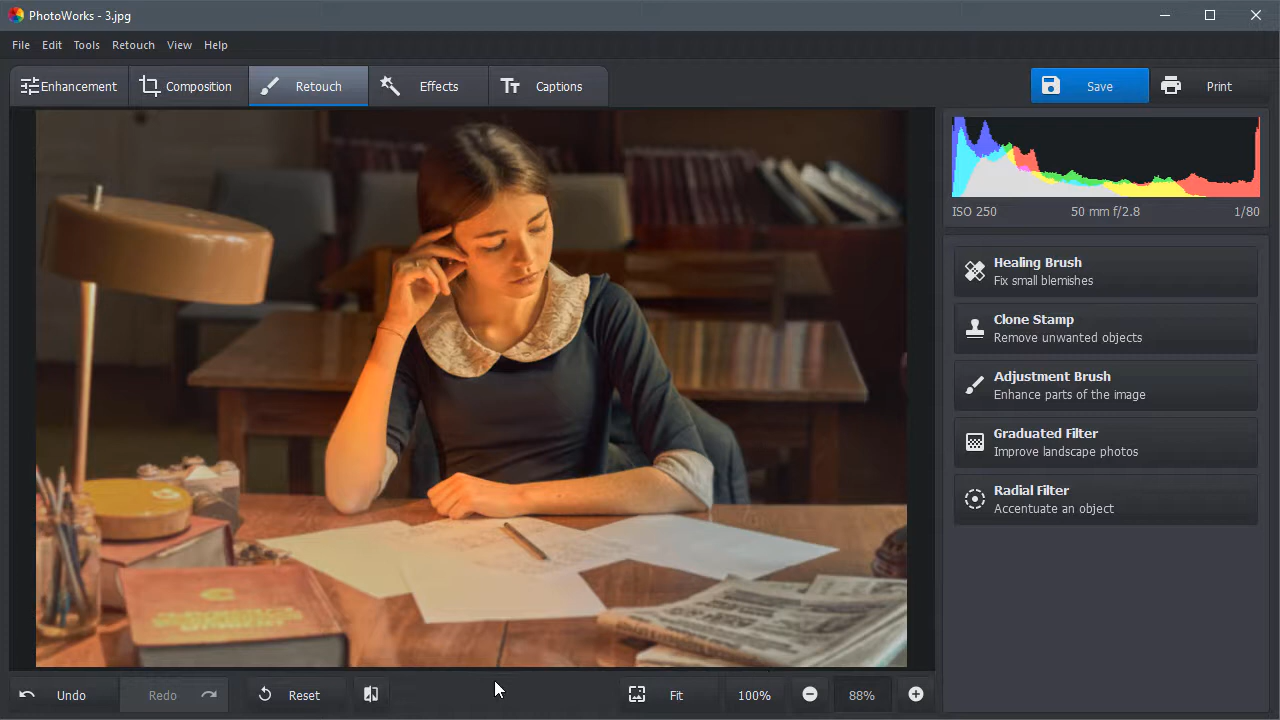 PhotoWorks - 3.jpg
File Edit Tools Retouch View Help
Enhancement Composition Retouch Effects Captions Save Print
ISO 250 50 mm f/2.8 1/80
Healing Brush
Fix small blemishes
Clone Stamp
Remove unwanted objects
Adjustment Brush
Enhance parts of the image
Graduated Filter
Improve landscape photos
Radial Filter
Accentuate an object
Undo Redo Reset Fit 100% 88%